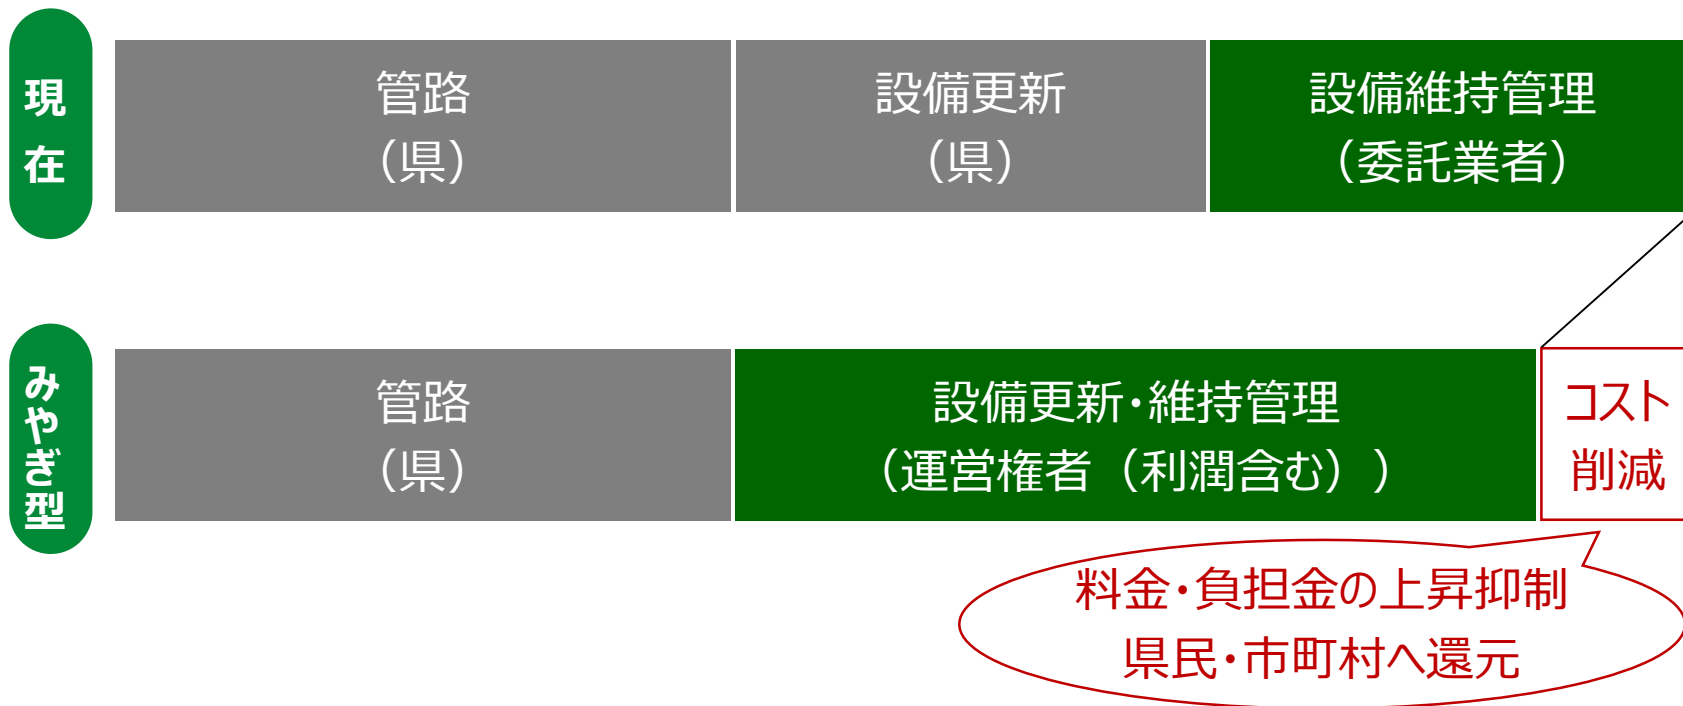 現在
管路
（県）
設備更新
（県）
設備維持管理
（委託業者）
みやぎ型
管路
（県）
設備更新・維持管理
（運営権者（利潤含む））
コスト
削減
料金・負担金の上昇抑制
県民・市町村へ還元